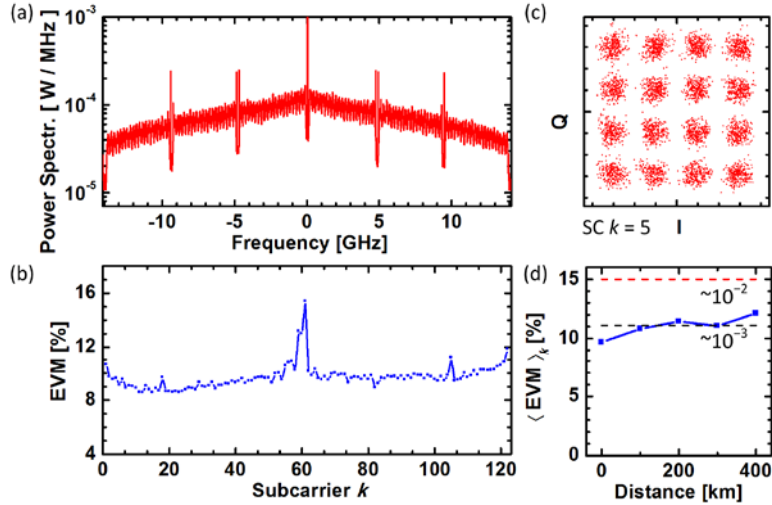 (a)
Power Spectr. [ W / MHz ]
10⁻³
10⁻⁴
10⁻⁵
-10 -5 0 5 10
Frequency [GHz]
(b)
EVM [%]
16
12
8
4
0 20 40 60 80 100 120
Subcarrier k
(c)
Q
SC k = 5 I
(d)
⟨ EVM ⟩ₖ [%]
15
10
5
0
~10⁻²
~10⁻³
0 200 400
Distance [km]